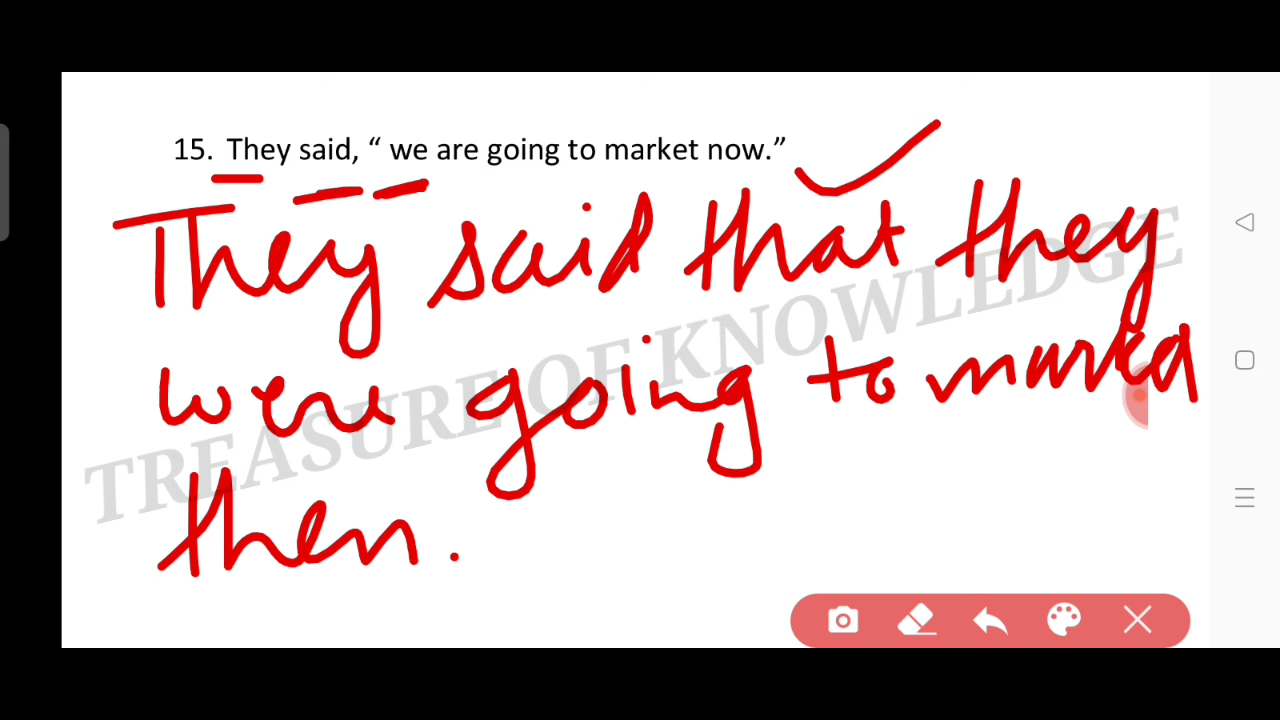 15. They said, “ we are going to market now.”
They said that they
were going to market
then.
TREASURE OF KNOWLEDGE